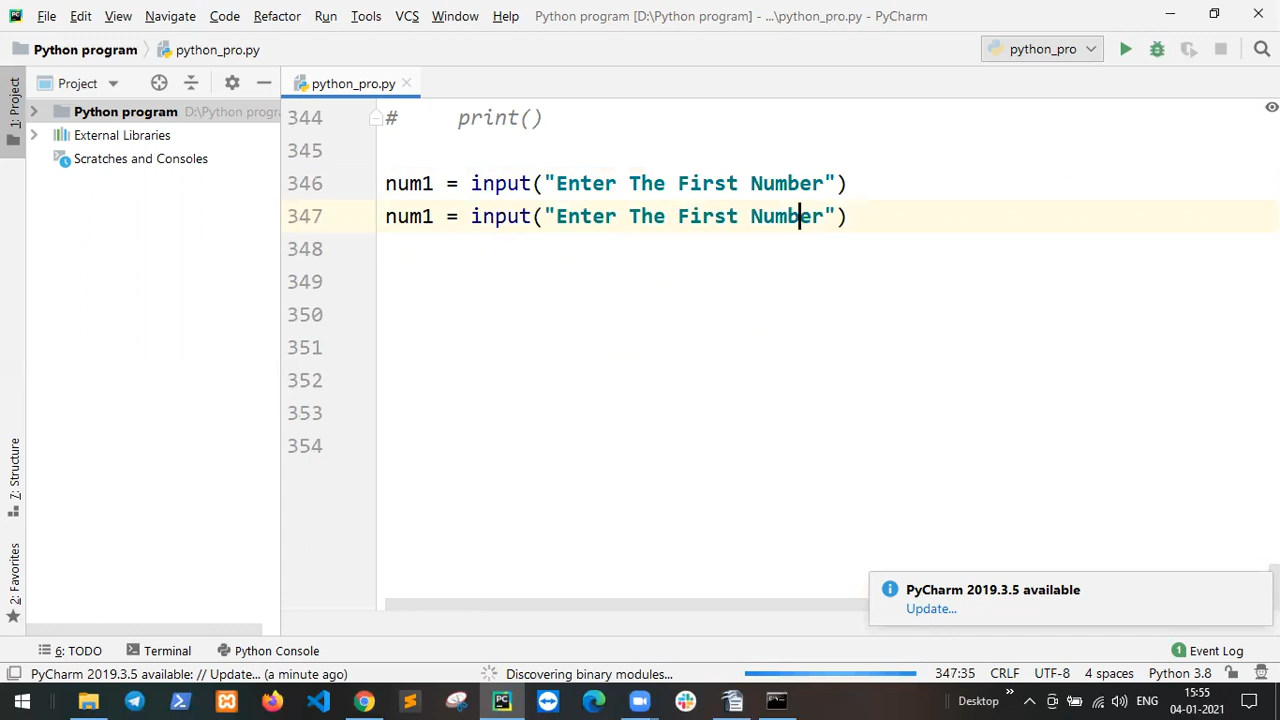 File Edit View Navigate Code Refactor Run Tools VCS Window Help Python program [D:\Python program] - ...\python_pro.py - PyCharm
Python program python_pro.py python_pro
1: Project
Project
python_pro.py
Python program D:\Python progr
External Libraries
Scratches and Consoles
344 # print()
345
346 num1 = input("Enter The First Number")
347 num1 = input("Enter The First Number")
348
349
350
351
352
353
354
7: Structure
2: Favorites
PyCharm 2019.3.5 available
Update...
6: TODO Terminal Python Console 1 Event Log
PyCharm 2019.3.5 available: // Update... (a minute ago) Discovering binary modules... 347:35 CRLF UTF-8 4 spaces Python 3.8
Desktop » ENG 15:55
04-01-2021